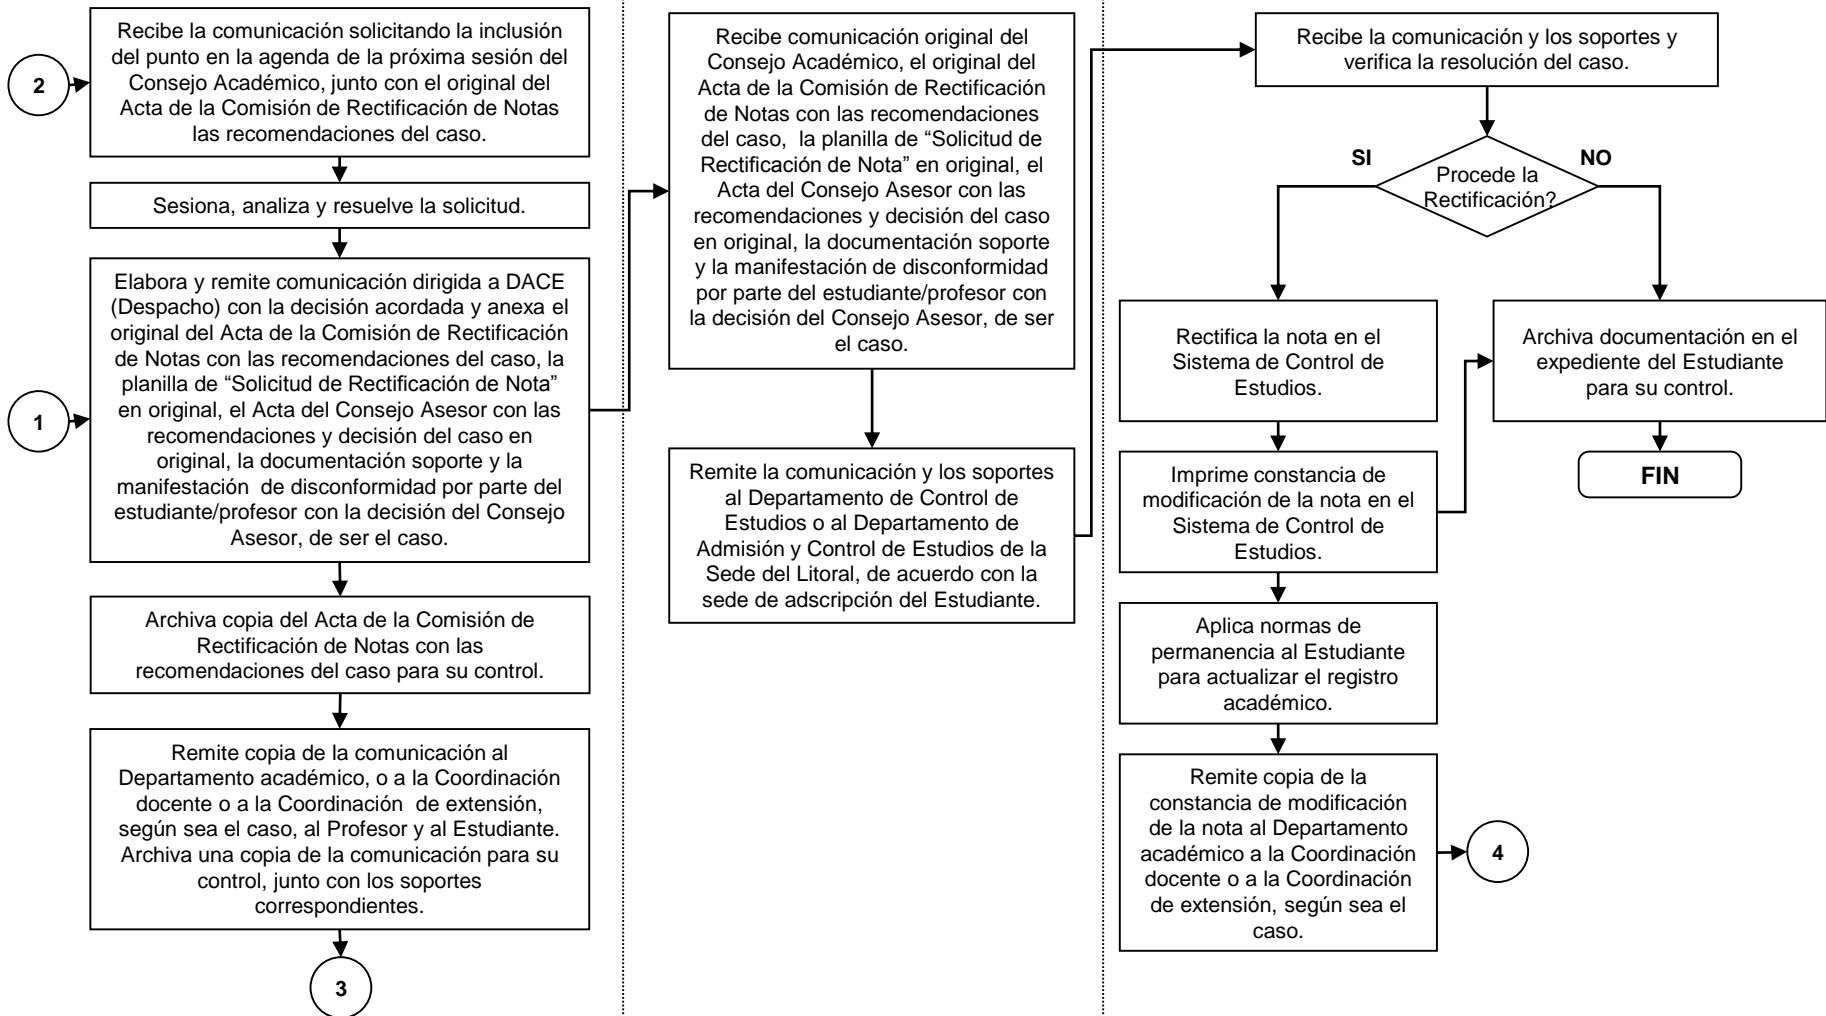 2
Recibe la comunicación solicitando la inclusión
del punto en la agenda de la próxima sesión del
Consejo Académico, junto con el original del
Acta de la Comisión de Rectificación de Notas
las recomendaciones del caso.
Sesiona, analiza y resuelve la solicitud.
1
Elabora y remite comunicación dirigida a DACE
(Despacho) con la decisión acordada y anexa el
original del Acta de la Comisión de Rectificación
de Notas con las recomendaciones del caso, la
planilla de “Solicitud de Rectificación de Nota”
en original, el Acta del Consejo Asesor con las
recomendaciones y decisión del caso en
original, la documentación soporte y la
manifestación de disconformidad por parte del
estudiante/profesor con la decisión del Consejo
Asesor, de ser el caso.
Archiva copia del Acta de la Comisión de
Rectificación de Notas con las
recomendaciones del caso para su control.
Remite copia de la comunicación al
Departamento académico, o a la Coordinación
docente o a la Coordinación de extensión,
según sea el caso, al Profesor y al Estudiante.
Archiva una copia de la comunicación para su
control, junto con los soportes
correspondientes.
3
Recibe comunicación original del
Consejo Académico, el original del
Acta de la Comisión de Rectificación
de Notas con las recomendaciones
del caso, la planilla de “Solicitud de
Rectificación de Nota” en original, el
Acta del Consejo Asesor con las
recomendaciones y decisión del caso
en original, la documentación soporte
y la manifestación de disconformidad
por parte del estudiante/profesor con
la decisión del Consejo Asesor, de ser
el caso.
Remite la comunicación y los soportes
al Departamento de Control de
Estudios o al Departamento de
Admisión y Control de Estudios de la
Sede del Litoral, de acuerdo con la
sede de adscripción del Estudiante.
Recibe la comunicación y los soportes y
verifica la resolución del caso.
SI
NO
Procede la
Rectificación?
Rectifica la nota en el
Sistema de Control de
Estudios.
Archiva documentación en el
expediente del Estudiante
para su control.
FIN
Imprime constancia de
modificación de la nota en el
Sistema de Control de
Estudios.
Aplica normas de
permanencia al Estudiante
para actualizar el registro
académico.
Remite copia de la
constancia de modificación
de la nota al Departamento
académico a la Coordinación
docente o a la Coordinación
de extensión, según sea el
caso.
4